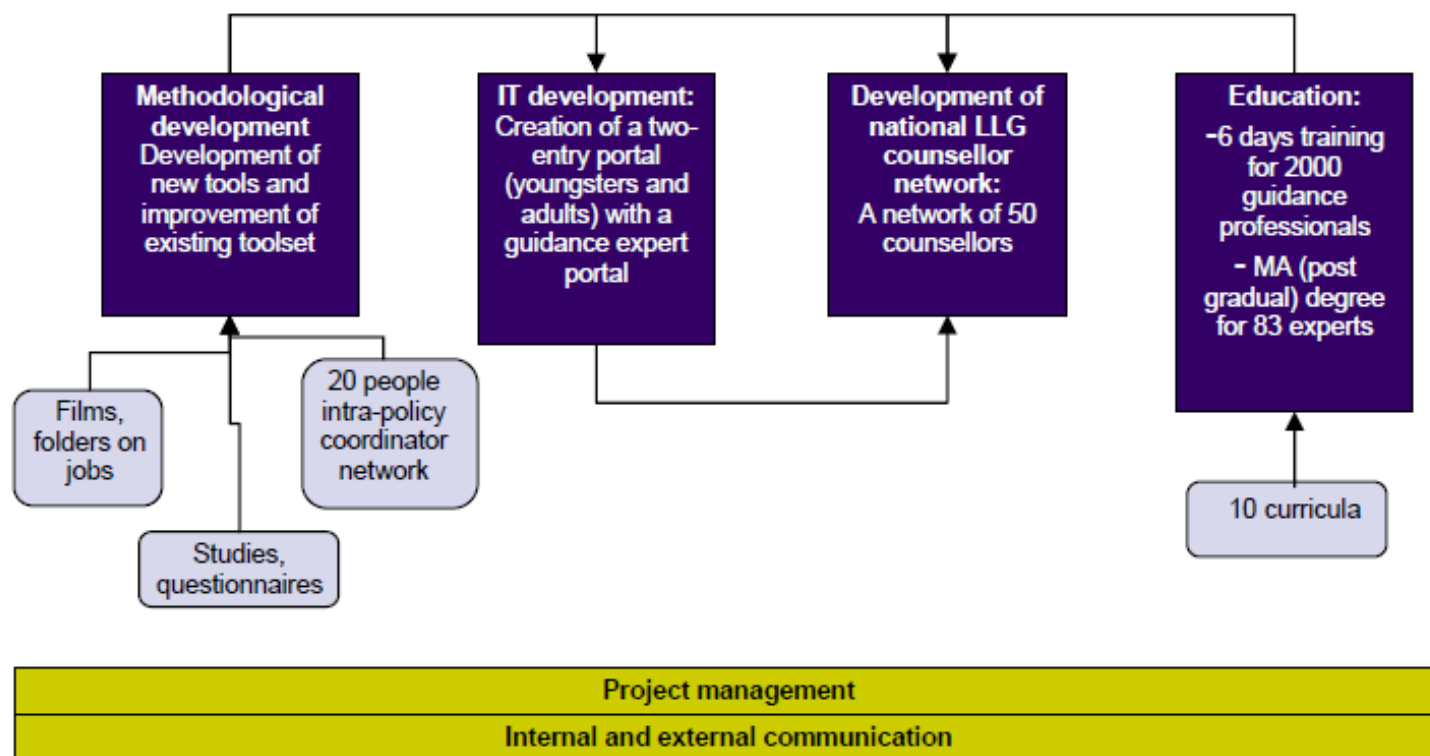 Methodological
development
Development of
new tools and
improvement of
existing toolset
IT development:
Creation of a two-
entry portal
(youngsters and
adults) with a
guidance expert
portal
Development of
national LLG
counsellor
network:
A network of 50
counsellors
Education:
-6 days training
for 2000
guidance
professionals
- MA (post
gradual) degree
for 83 experts
Films,
folders on
jobs
20 people
intra-policy
coordinator
network
Studies,
questionnaires
10 curricula
Project management
Internal and external communication